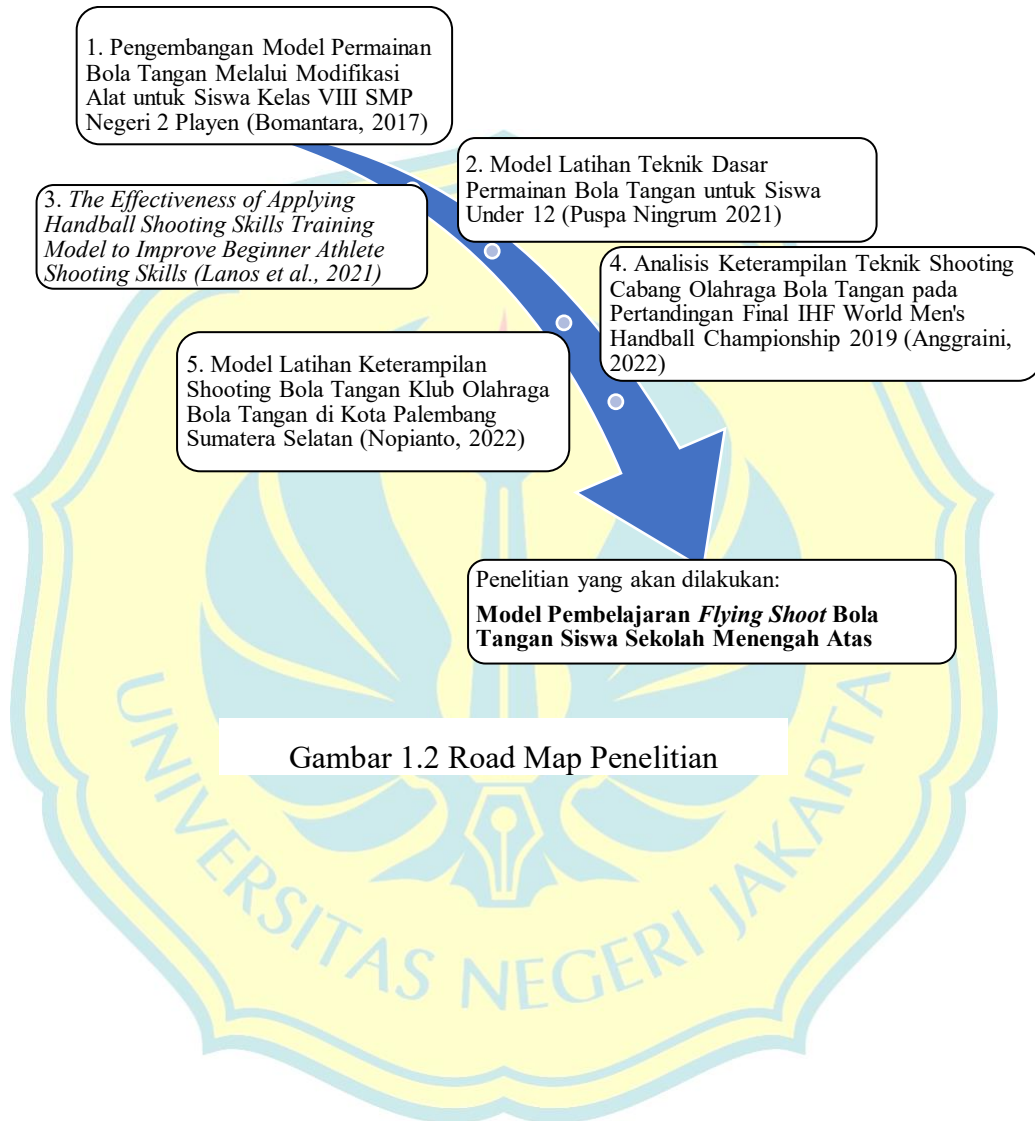 1. Pengembangan Model Permainan
Bola Tangan Melalui Modifikasi
Alat untuk Siswa Kelas VIII SMP
Negeri 2 Playen (Bomantara, 2017)
2. Model Latihan Teknik Dasar
Permainan Bola Tangan untuk Siswa
Under 12 (Puspa Ningrum 2021)
3. The Effectiveness of Applying
Handball Shooting Skills Training
Model to Improve Beginner Athlete
Shooting Skills (Lanos et al., 2021)
4. Analisis Keterampilan Teknik Shooting
Cabang Olahraga Bola Tangan pada
Pertandingan Final IHF World Men's
Handball Championship 2019 (Anggraini,
2022)
5. Model Latihan Keterampilan
Shooting Bola Tangan Klub Olahraga
Bola Tangan di Kota Palembang
Sumatera Selatan (Nopianto, 2022)
Penelitian yang akan dilakukan:
Model Pembelajaran Flying Shoot Bola
Tangan Siswa Sekolah Menengah Atas
Gambar 1.2 Road Map Penelitian
UNIVERSITAS NEGERI JAKARTA